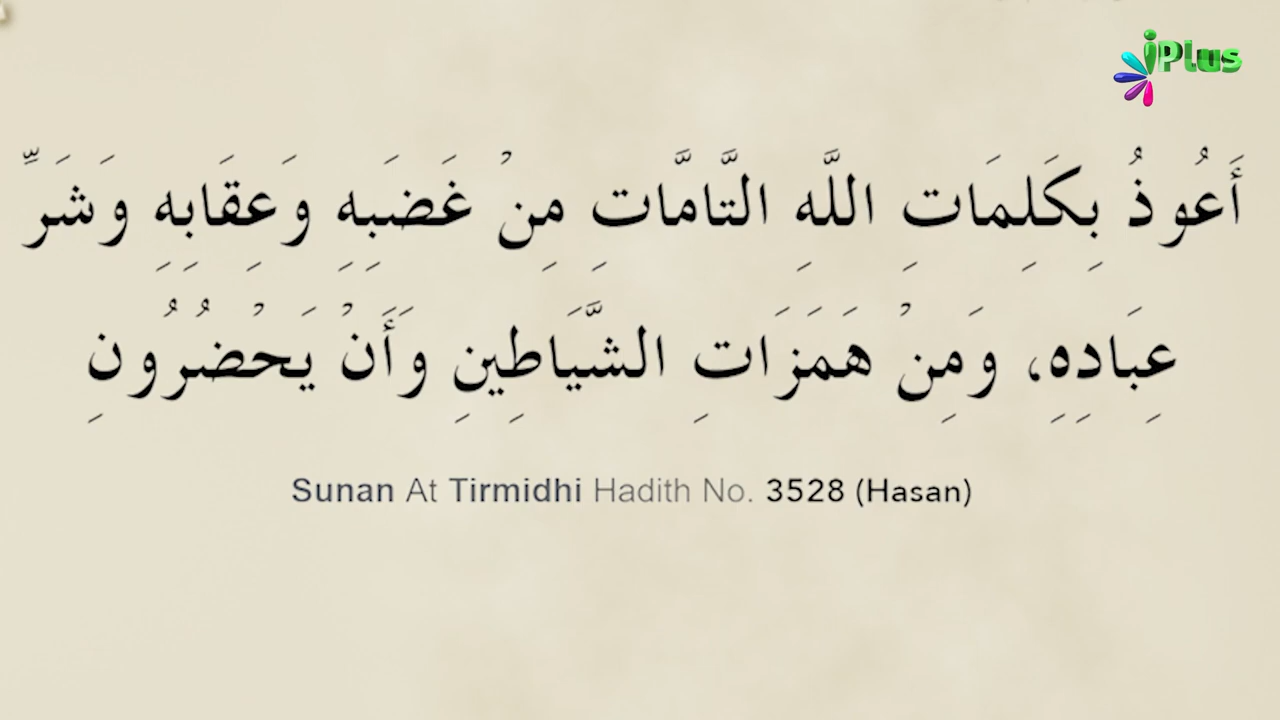 iPlus
أَعُوذُ بِكَلِمَاتِ اللَّهِ التَّامَّاتِ مِنْ غَضَبِهِ وَعِقَابِهِ وَشَرِّ
عِبَادِهِ، وَمِنْ هَمَزَاتِ الشَّيَاطِينِ وَأَنْ يَحْضُرُونِ
Sunan At Tirmidhi Hadith No. 3528 (Hasan)